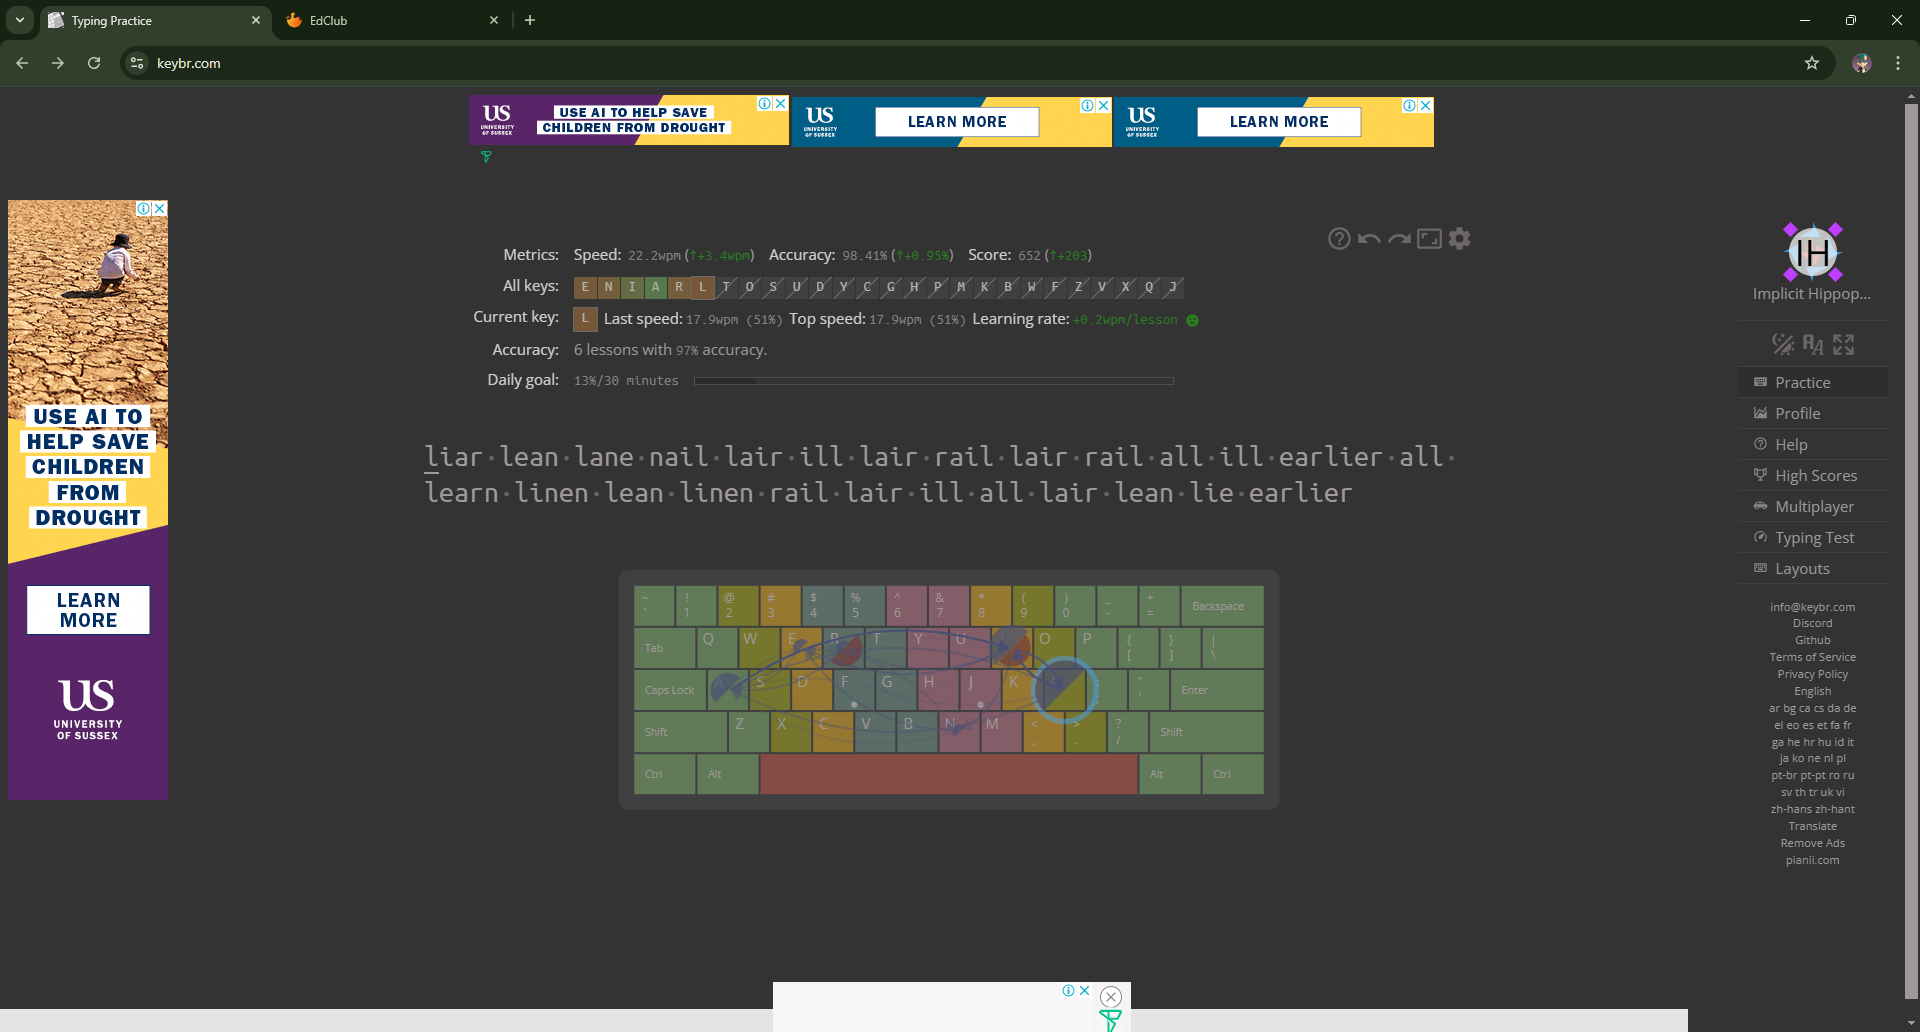 Typing Practice
EdClub
keybr.com
US
UNIVERSITY
OF SUSSEX
USE AI TO HELP SAVE
CHILDREN FROM DROUGHT
US
UNIVERSITY
OF SUSSEX
LEARN MORE
US
UNIVERSITY
OF SUSSEX
LEARN MORE
USE AI TO
HELP SAVE
CHILDREN
FROM
DROUGHT
LEARN
MORE
US
UNIVERSITY
OF SUSSEX
Metrics: Speed: 22.2wpm (↑+3.4wpm) Accuracy: 98.41% (↑+0.95%) Score: 652 (↑+203)
All keys: E N I A R L T O S U D Y C G H P M K B W F Z V X Q J
Current key: L Last speed: 17.9wpm (51%) Top speed: 17.9wpm (51%) Learning rate: +0.2wpm/lesson
Accuracy: 6 lessons with 97% accuracy.
Daily goal: 13%/30 minutes
liar·lean·lane·nail·lair·ill·lair·rail·lair·rail·all·ill·earlier·all·
learn·linen·lean·linen·rail·lair·ill·all·lair·lean·lie·earlier
~ ! @ # $ % ^ & * ( ) _ +
` 1 2 3 4 5 6 7 8 9 0 - = Backspace
Tab Q W E R T Y U O P { } |
[ ] \
Caps Lock S D F G H J K " Enter
'
Shift Z X C V B N M < > ? Shift
, . /
Ctrl Alt Alt Ctrl
IH
Implicit Hippop...
Practice
Profile
Help
High Scores
Multiplayer
Typing Test
Layouts
info@keybr.com
Discord
Github
Terms of Service
Privacy Policy
English
ar bg ca cs da de
el eo es et fa fr
ga he hr hu id it
ja ko ne nl pl
pt-br pt-pt ro ru
sv th tr uk vi
zh-hans zh-hant
Translate
Remove Ads
pianii.com